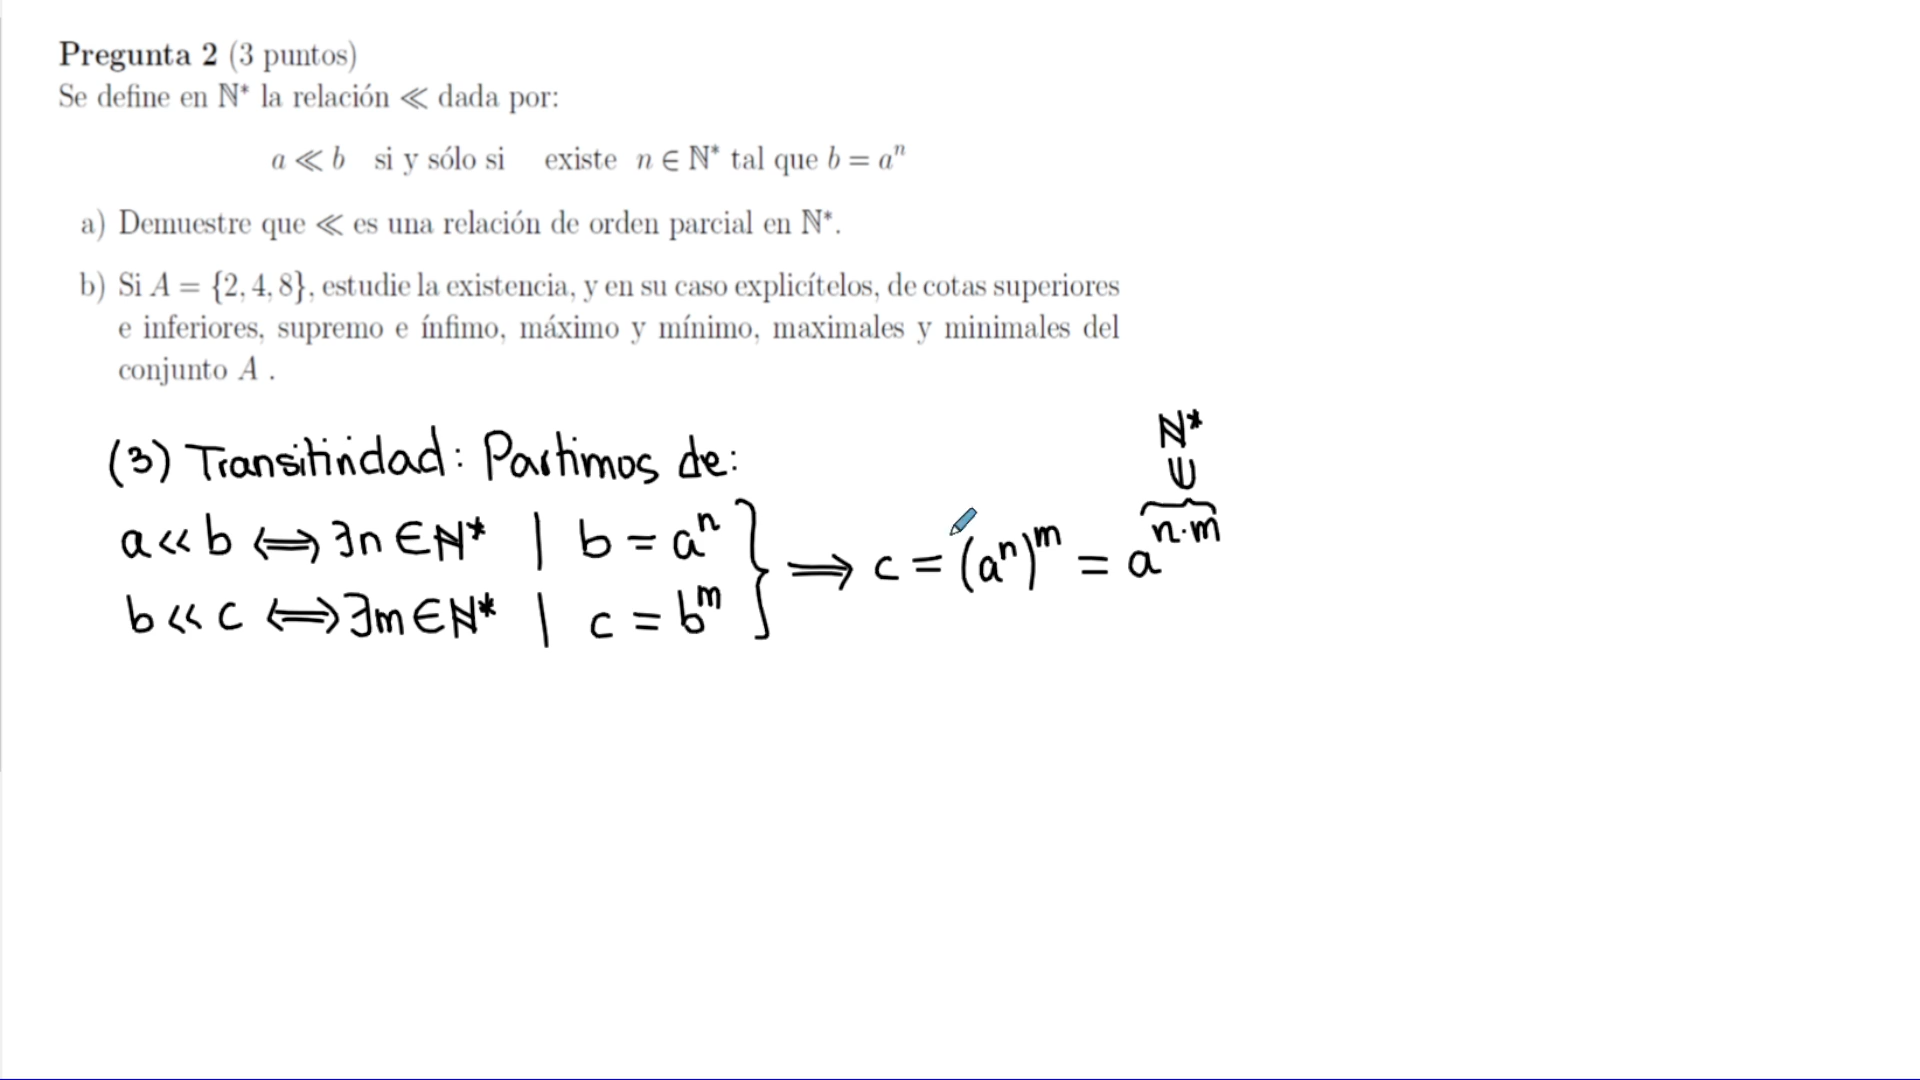 Pregunta 2 (3 puntos)
Se define en ℕ* la relación ≪ dada por:
a ≪ b si y sólo si existe n ∈ ℕ* tal que b = aⁿ
a) Demuestre que ≪ es una relación de orden parcial en ℕ*.
b) Si A = {2, 4, 8}, estudie la existencia, y en su caso explicítelos, de cotas superiores
e inferiores, supremo e ínfimo, máximo y mínimo, maximales y minimales del
conjunto A .
(3) Transitividad: Partimos de:
a ≪ b ⟺ ∃n ∈ ℕ* | b = aⁿ
b ≪ c ⟺ ∃m ∈ ℕ* | c = bᵐ
} ⟹ c = (aⁿ)ᵐ = a^{n·m}
n·m ∈ ℕ*